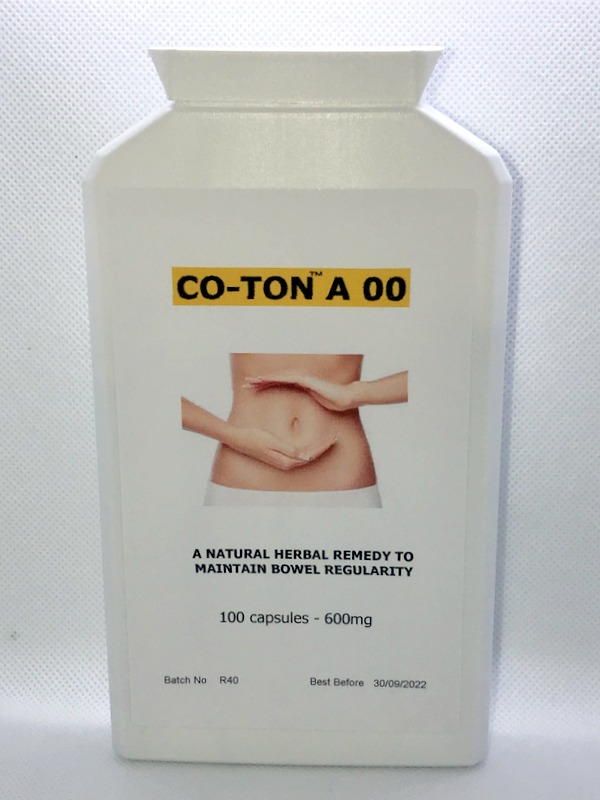 CO-TON™ A 00
A NATURAL HERBAL REMEDY TO
MAINTAIN BOWEL REGULARITY
100 capsules - 600mg
Batch No R40 Best Before 30/09/2022